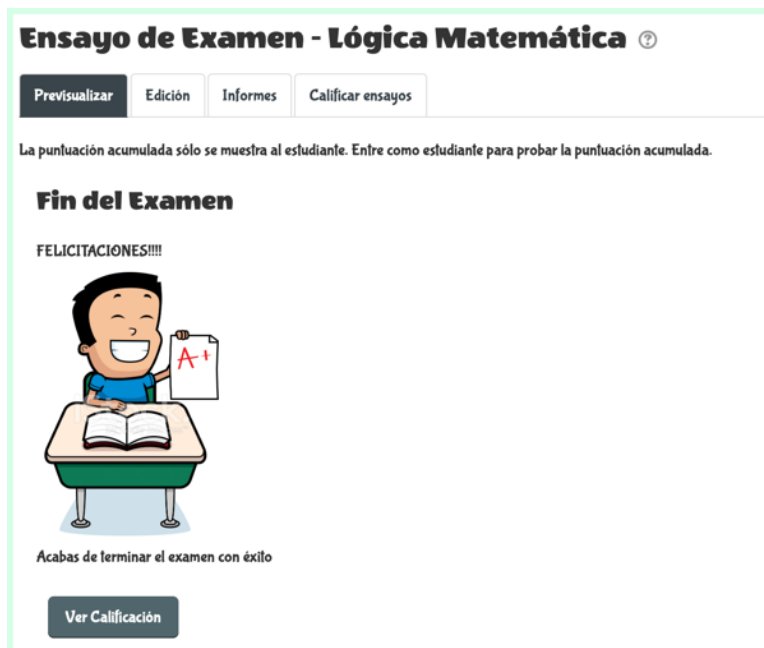 Ensayo de Examen - Lógica Matemática ?
Previsualizar Edición Informes Calificar ensayos
La puntuación acumulada sólo se muestra al estudiante. Entre como estudiante para probar la puntuación acumulada.
Fin del Examen
FELICITACIONES!!!!
A+
Acabas de terminar el examen con éxito
Ver Calificación